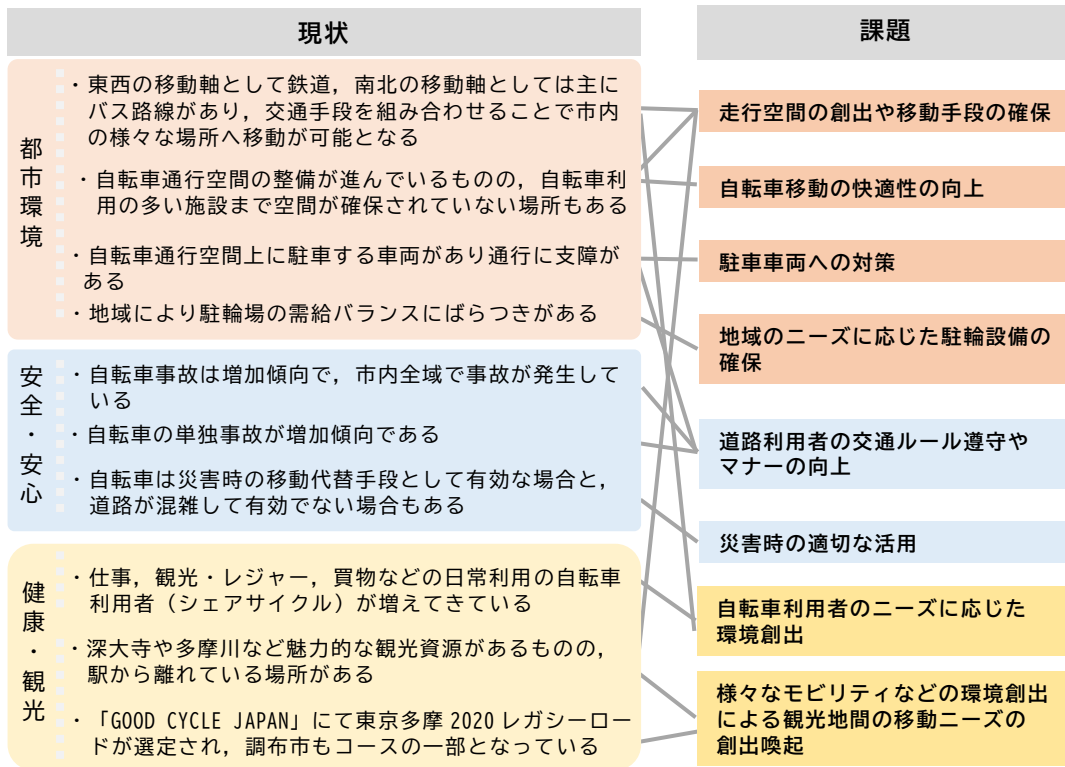 現状
都市環境
・東西の移動軸として鉄道，南北の移動軸としては主に
バス路線があり，交通手段を組み合わせることで市内
の様々な場所へ移動が可能となる
・自転車通行空間の整備が進んでいるものの，自転車利
用の多い施設まで空間が確保されていない場所もある
・自転車通行空間上に駐車する車両があり通行に支障が
ある
・地域により駐輪場の需給バランスにばらつきがある
安全・安心
・自転車事故は増加傾向で，市内全域で事故が発生して
いる
・自転車の単独事故が増加傾向である
・自転車は災害時の移動代替手段として有効な場合と，
道路が混雑して有効でない場合もある
健康・観光
・仕事，観光・レジャー，買物などの日常利用の自転車
利用者（シェアサイクル）が増えてきている
・深大寺や多摩川など魅力的な観光資源があるものの，
駅から離れている場所がある
・「GOOD CYCLE JAPAN」にて東京多摩 2020 レガシーロー
ドが選定され，調布市もコースの一部となっている
課題
走行空間の創出や移動手段の確保
自転車移動の快適性の向上
駐車車両への対策
地域のニーズに応じた駐輪設備の
確保
道路利用者の交通ルール遵守や
マナーの向上
災害時の適切な活用
自転車利用者のニーズに応じた
環境創出
様々なモビリティなどの環境創出
による観光地間の移動ニーズの
創出喚起